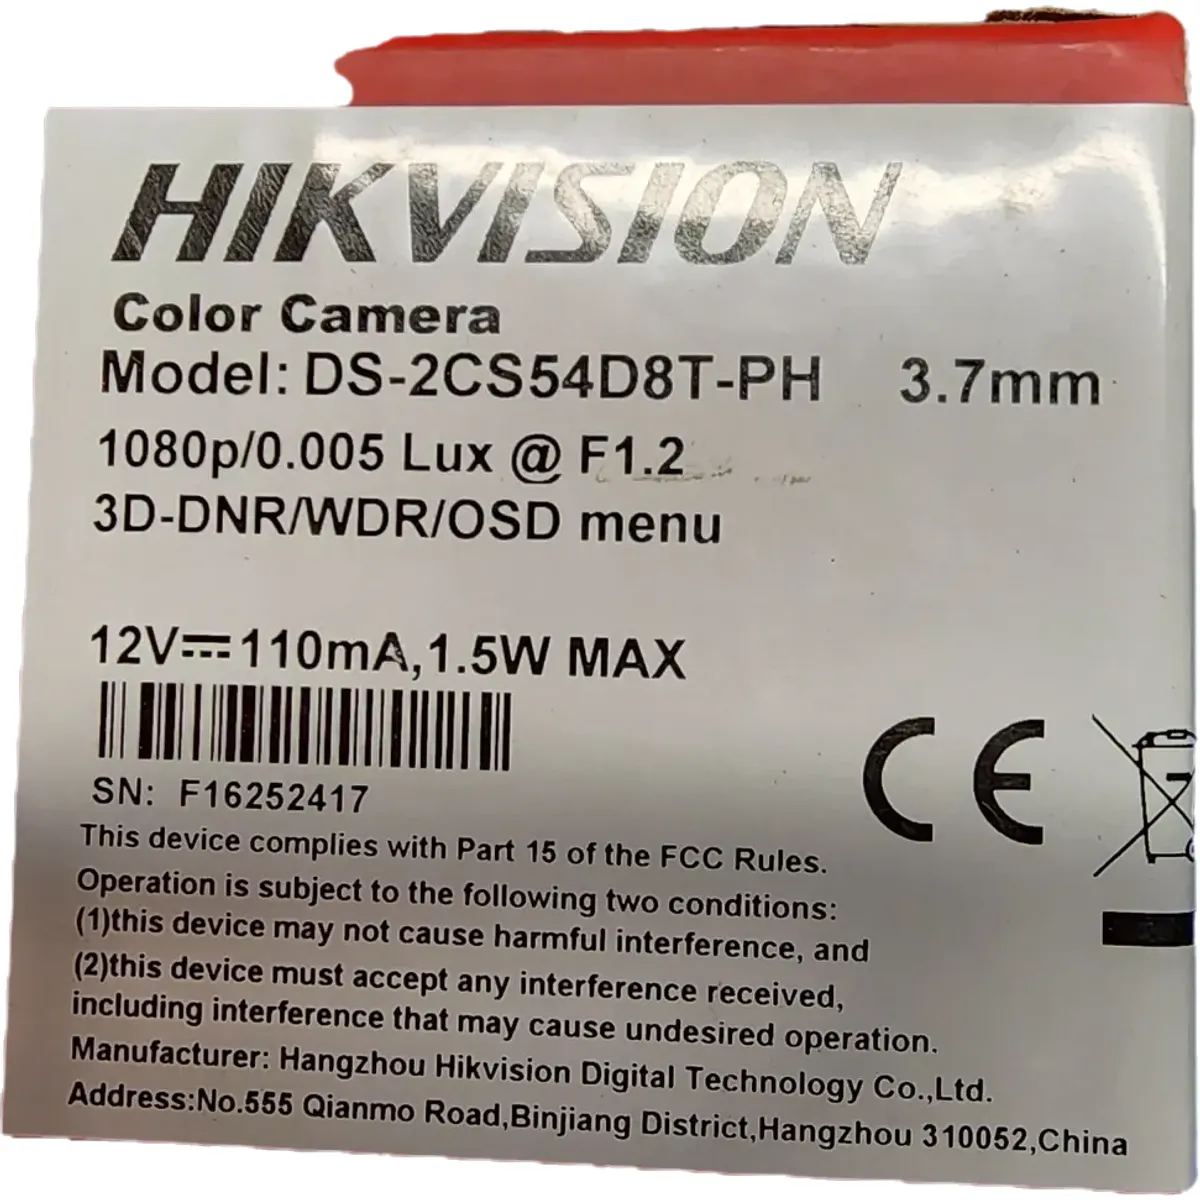 HIKVISION
Color Camera
Model: DS-2CS54D8T-PH 3.7mm
1080p/0.005 Lux @ F1.2
3D-DNR/WDR/OSD menu
12V⎓110mA,1.5W MAX
SN: F16252417
CE
This device complies with Part 15 of the FCC Rules.
Operation is subject to the following two conditions:
(1)this device may not cause harmful interference, and
(2)this device must accept any interference received,
including interference that may cause undesired operation.
Manufacturer: Hangzhou Hikvision Digital Technology Co.,Ltd.
Address:No.555 Qianmo Road,Binjiang District,Hangzhou 310052,China